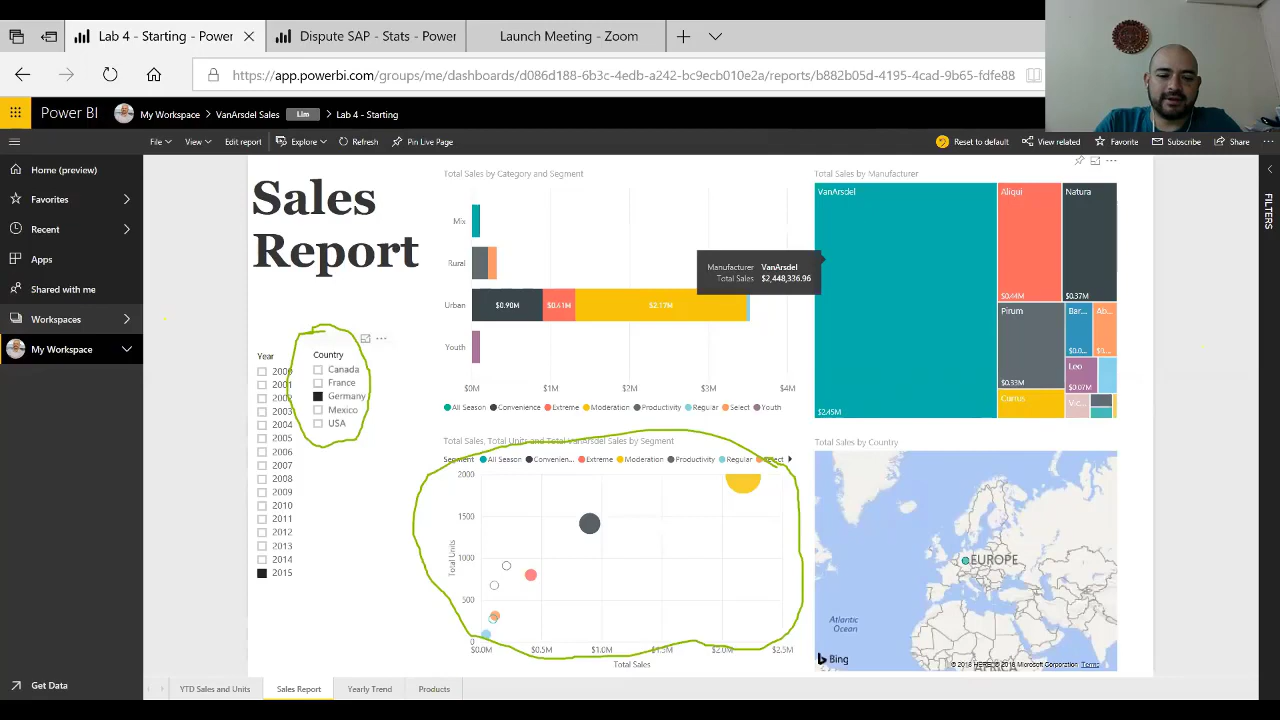 Lab 4 - Starting - Power
Dispute SAP - Stats - Power
Launch Meeting - Zoom
https://app.powerbi.com/groups/me/dashboards/d086d188-6b3c-4edb-a242-bc9ecb010e2a/reports/b882b05d-4195-4cad-9b65-fdfe88
Power BI
My Workspace
VanArsdel Sales
Lim
Lab 4 - Starting
File
View
Edit report
Explore
Refresh
Pin Live Page
Reset to default
View related
Favorite
Subscribe
Share
Home (preview)
Favorites
Recent
Apps
Shared with me
Workspaces
My Workspace
Get Data
Sales
Report
Year
2000
2001
2002
2003
2004
2005
2006
2007
2008
2009
2010
2011
2012
2013
2014
2015
Country
Canada
France
Germany
Mexico
USA
Total Sales by Category and Segment
Mix
Rural
Urban
Youth
$0.90M
$0.41M
$2.17M
$0M
$1M
$2M
$3M
$4M
All Season
Convenience
Extreme
Moderation
Productivity
Regular
Select
Youth
Manufacturer VanArsdel
Total Sales $2,448,336.96
Total Sales by Manufacturer
VanArsdel
$2.45M
Aliqui
$0.44M
Natura
$0.37M
Pirum
$0.33M
Bar...
$0.0...
Ab...
$0....
Leo
$0.07M
Currus
Vic...
Total Sales, Total Units and Total VanArsdel Sales by Segment
Segment
All Season
Convenien...
Extreme
Moderation
Productivity
Regular
Select
2000
1500
1000
500
0
Total Units
$0.0M
$0.5M
$1.0M
$1.5M
$2.0M
$2.5M
Total Sales
Total Sales by Country
EUROPE
Atlantic
Ocean
AFRICA
Bing
© 2018 HERE, © 2018 Microsoft Corporation Terms
FILTERS
YTD Sales and Units
Sales Report
Yearly Trend
Products